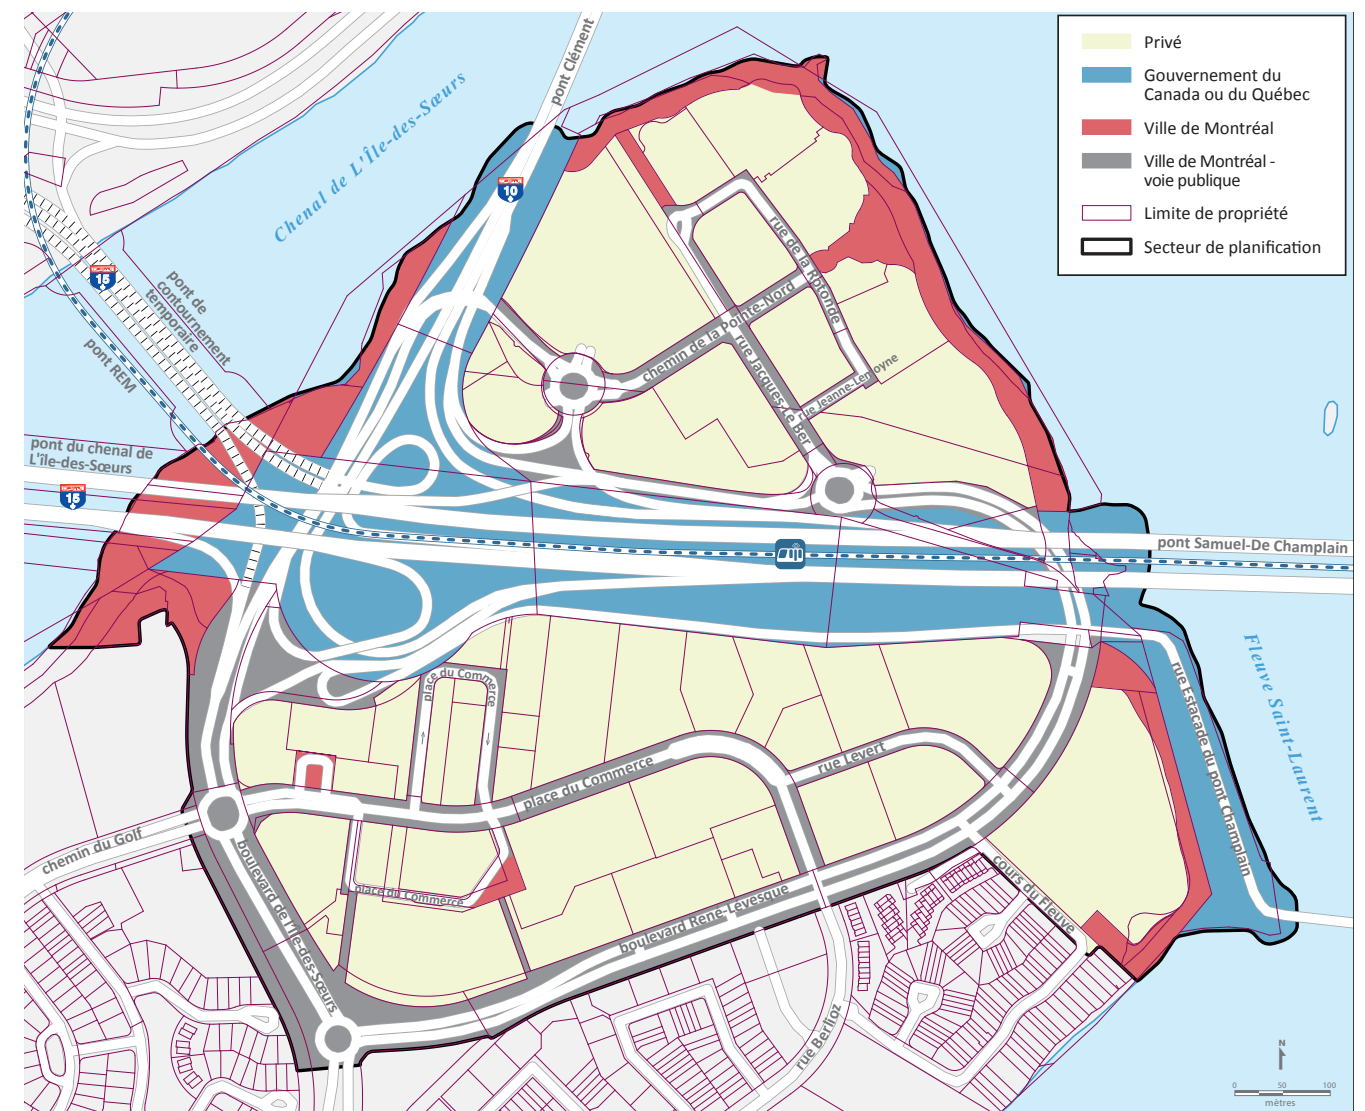 Privé
Gouvernement du
Canada ou du Québec
Ville de Montréal
Ville de Montréal -
voie publique
Limite de propriété
Secteur de planification
pont Clément
Chenal de L'Île-des-Sœurs
10
15
pont de
contournement
temporaire
pont REM
pont du chenal de
L'île-des-Sœurs
15
rue de la Rotonde
chemin de la Pointe-Nord
rue Jacques-Le Ber
rue Jeanne-Lemoyne
pont Samuel-De Champlain
Fleuve Saint-Laurent
rue Estacade du pont Champlain
place du Commerce
place du Commerce
rue Levert
place du Commerce
chemin du Golf
boulevard de l'Île-des-Sœurs
boulevard René-Lévesque
cours du Fleuve
rue Berlioz
N
0 50 100
mètres